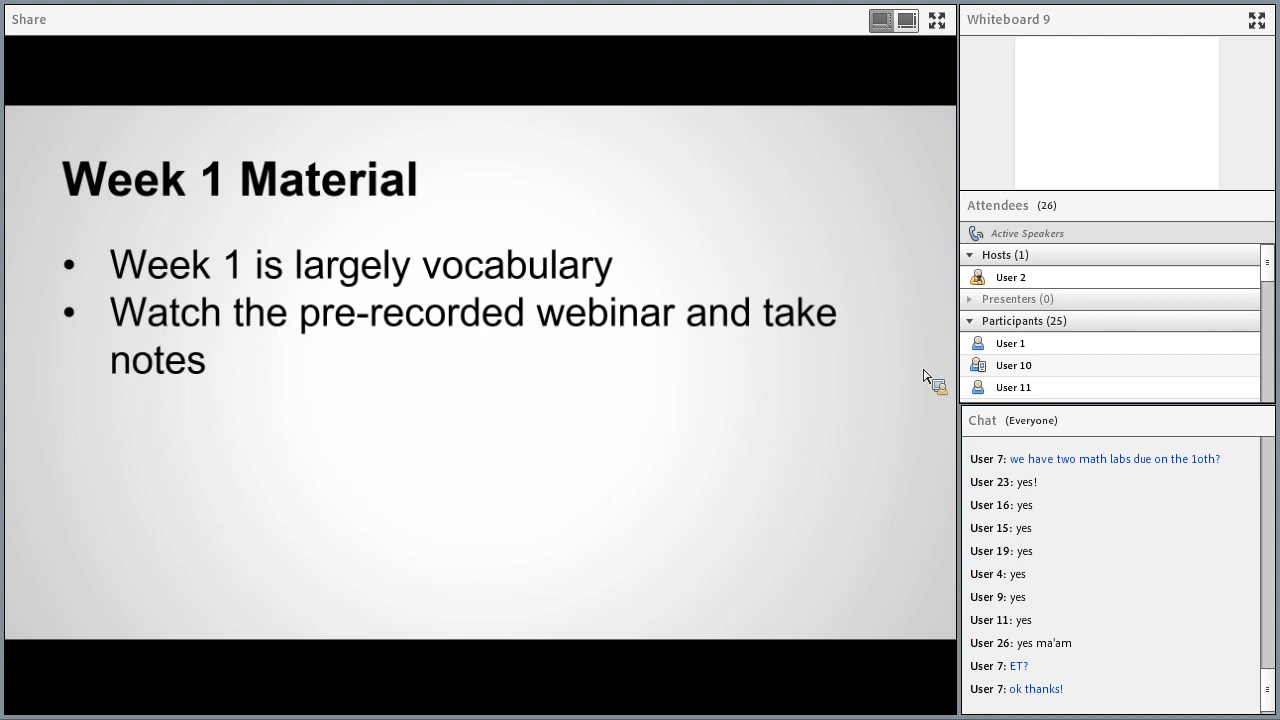 Share
Week 1 Material
• Week 1 is largely vocabulary
• Watch the pre-recorded webinar and take
notes
Whiteboard 9
Attendees (26)
Active Speakers
Hosts (1)
User 2
Presenters (0)
Participants (25)
User 1
User 10
User 11
Chat (Everyone)
User 7: we have two math labs due on the 1oth?
User 23: yes!
User 16: yes
User 15: yes
User 19: yes
User 4: yes
User 9: yes
User 11: yes
User 26: yes ma'am
User 7: ET?
User 7: ok thanks!